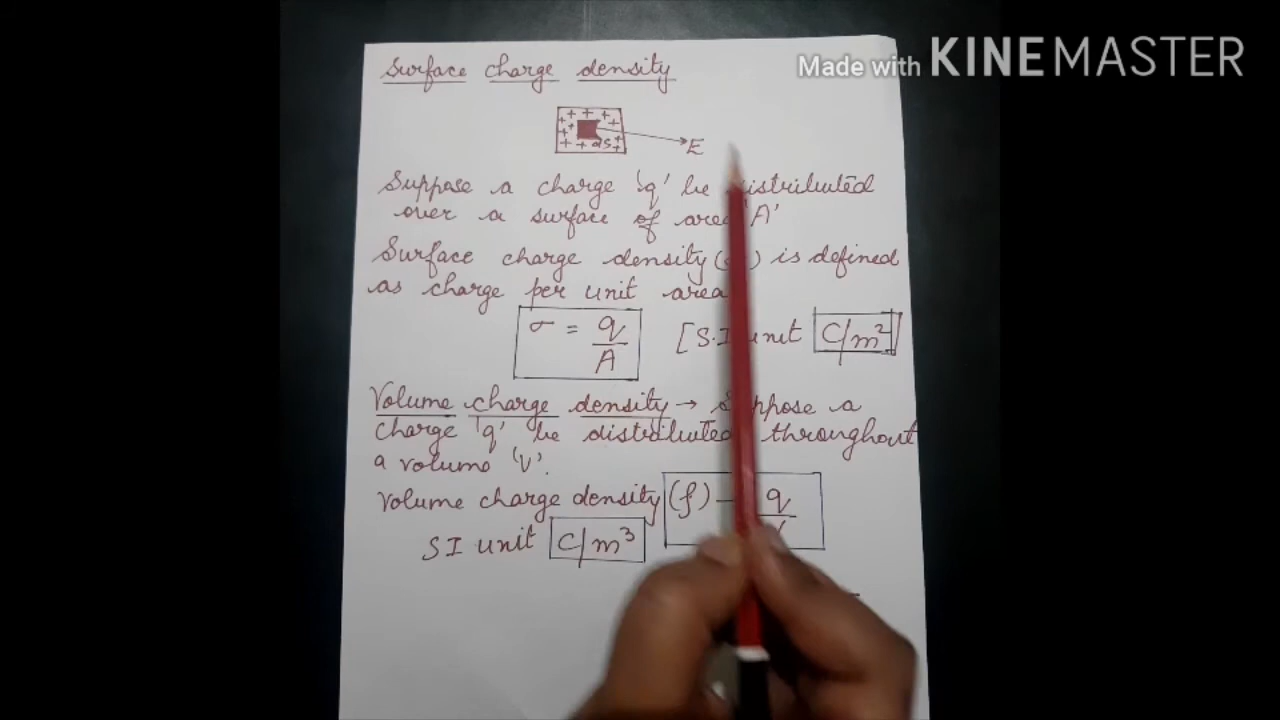 Made with KINEMASTER
Surface charge density
+ + + + + + + + + + + ds +
E
Suppose a charge 'q' be distributed
over a surface of area 'A'
Surface charge density ( ) is defined
as charge per unit area
σ = q/A [S.I unit C/m²]
Volume charge density → Suppose a
charge 'q' be distributed throughout
a volume 'V'.
Volume charge density (ρ) = q/V
SI unit C/m³